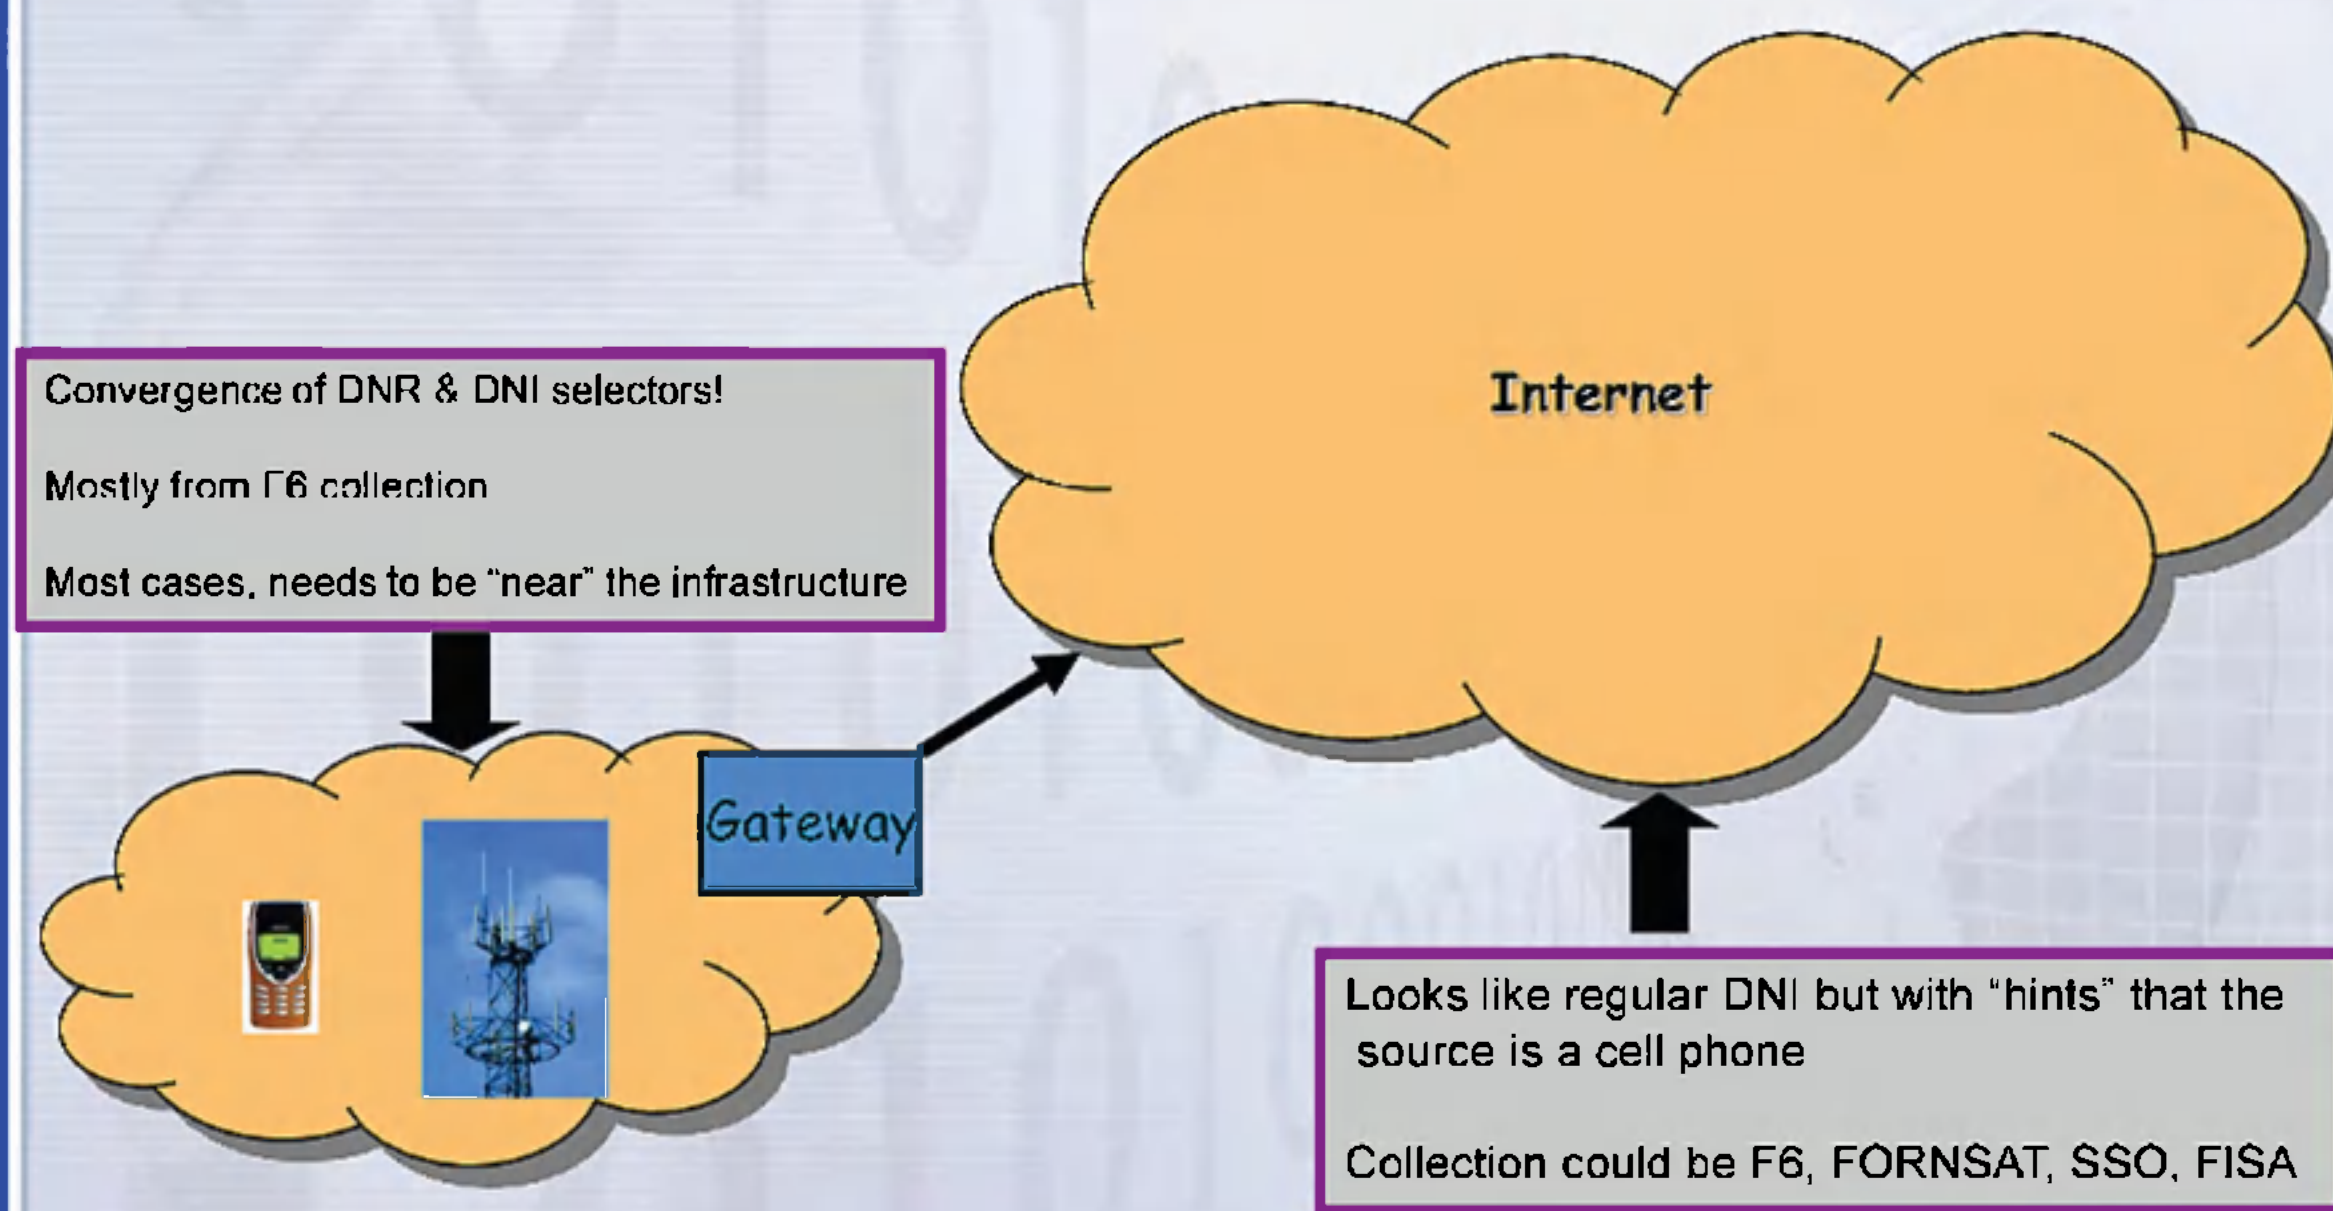 Internet
Convergence of DNR & DNI selectors!
Mostly from F6 collection
Most cases, needs to be “near” the infrastructure
Gateway
Looks like regular DNI but with “hints” that the
source is a cell phone
Collection could be F6, FORNSAT, SSO, FISA